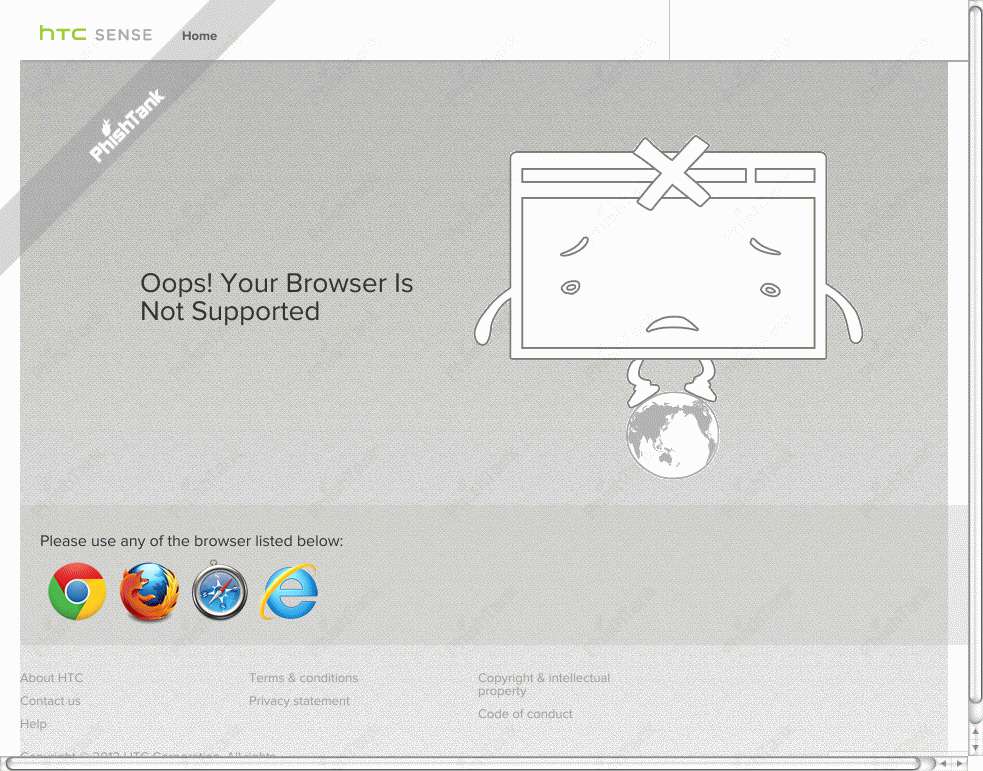 hTC SENSE
Home
PhishTank
Oops! Your Browser Is
Not Supported
Please use any of the browser listed below:
About HTC
Terms & conditions
Copyright & intellectual
property
Contact us
Privacy statement
Code of conduct
Help
Copyright © 2012 HTC Corporation. All rights